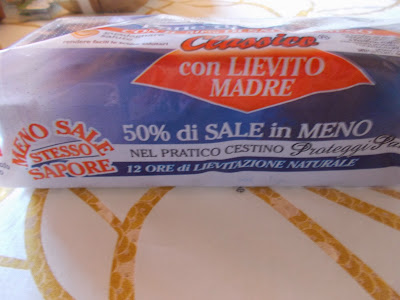 Classico
con LIEVITO
MADRE
MENO SALE
STESSO
SAPORE
50% di SALE in MENO
NEL PRATICO CESTINO Proteggi
12 ORE di LIEVITAZIONE NATURALE